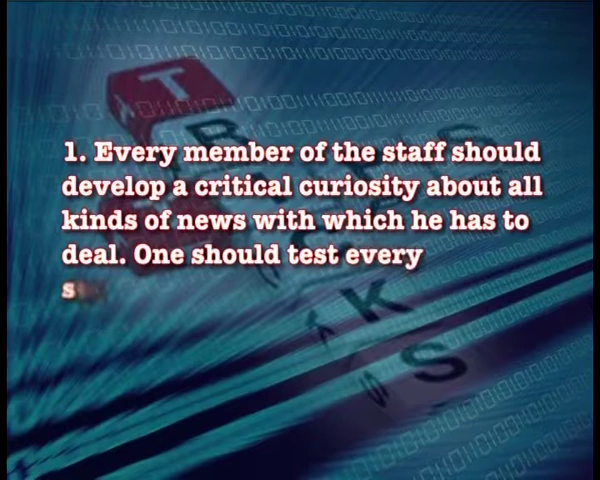 1. Every member of the staff should
develop a critical curiosity about all
kinds of news with which he has to
deal. One should test every
s